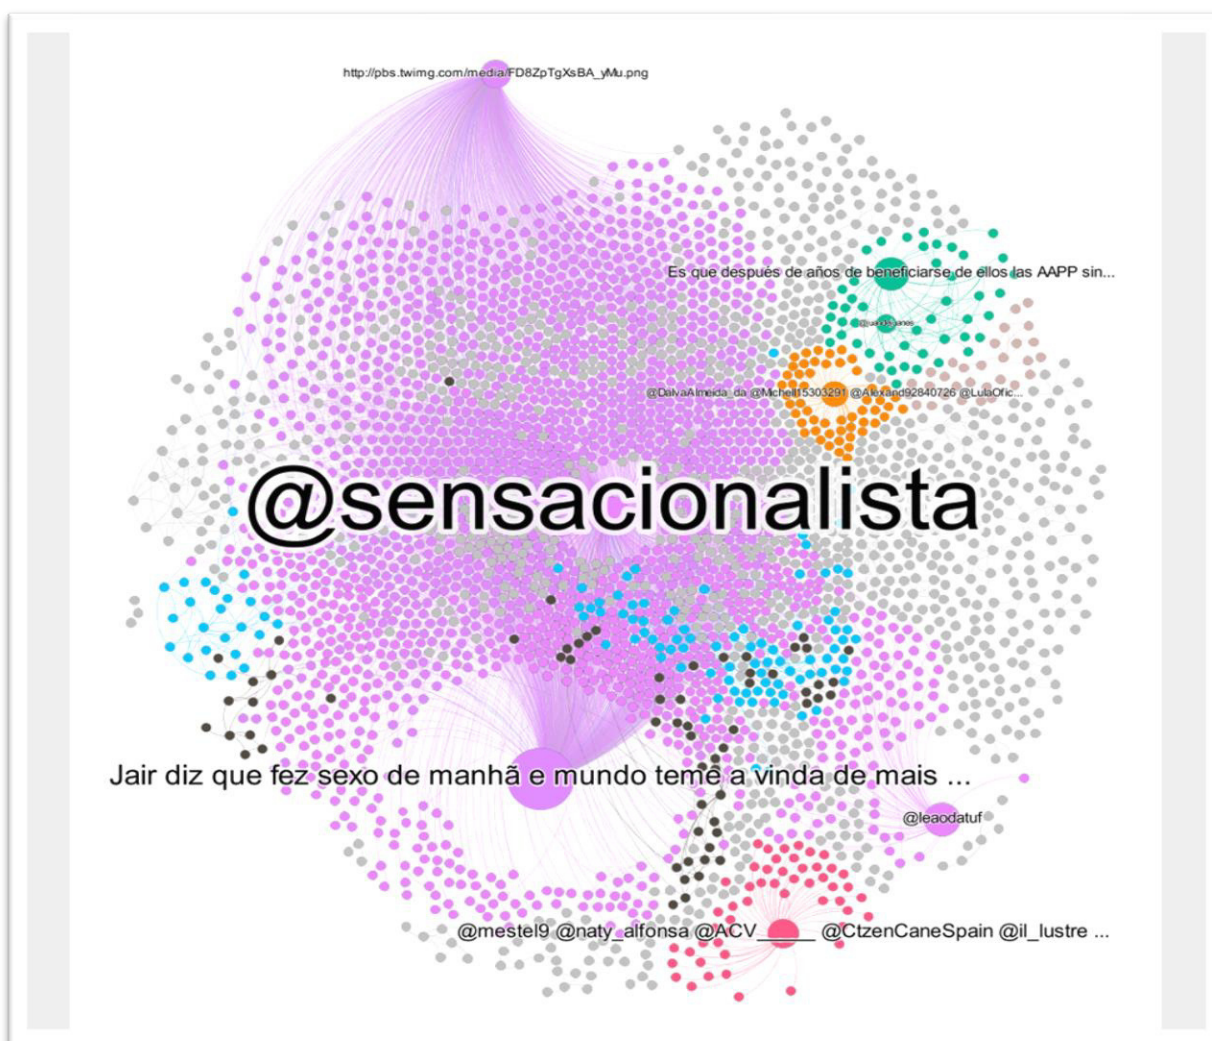 http://pbs.twimg.com/media/FD8ZpTgXsBA_yMu.png
Es que después de años de beneficiarse de ellos las AAPP sin...
@DalvaAlmeida_da @Michell15303291 @Alexand92840726 @LulaOfic...
@sensacionalista
Jair diz que fez sexo de manhã e mundo teme a vinda de mais ...
@leaodatuf
@mestel9 @naty_alfonsa @ACV_____ @CtzenCaneSpain @il_lustre ...